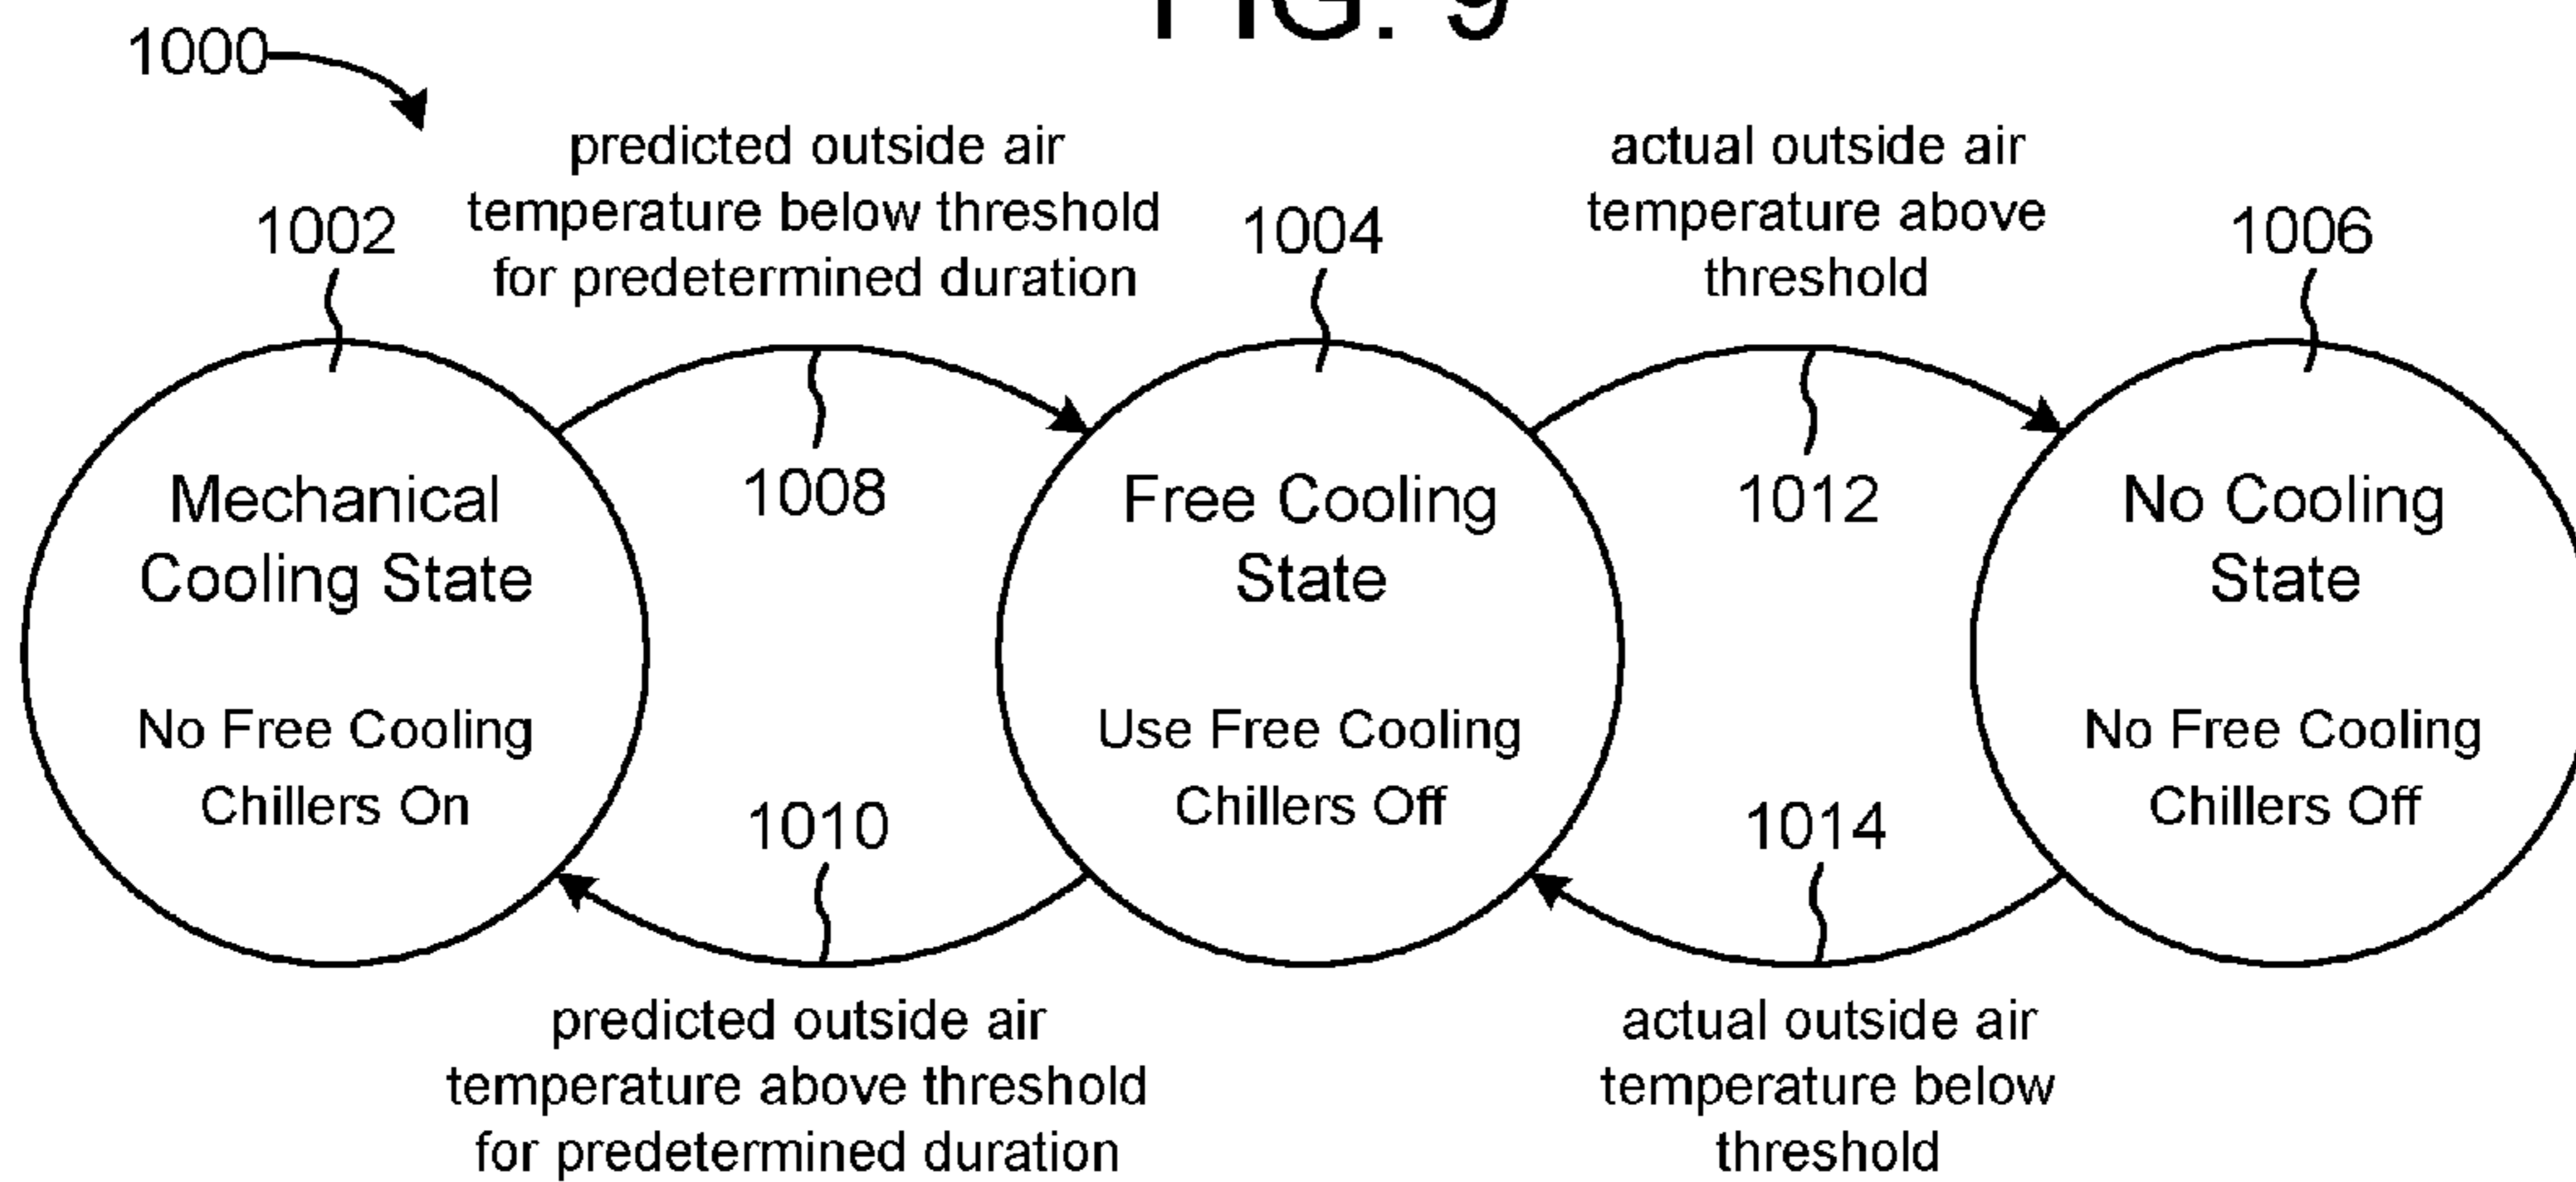 FIG. 9
1000
predicted outside air
temperature below threshold
for predetermined duration
actual outside air
temperature above
threshold
1002
1004
1006
1008
1012
Mechanical
Cooling State
No Free Cooling
Chillers On
Free Cooling
State
Use Free Cooling
Chillers Off
No Cooling
State
No Free Cooling
Chillers Off
1010
1014
predicted outside air
temperature above threshold
for predetermined duration
actual outside air
temperature below
threshold